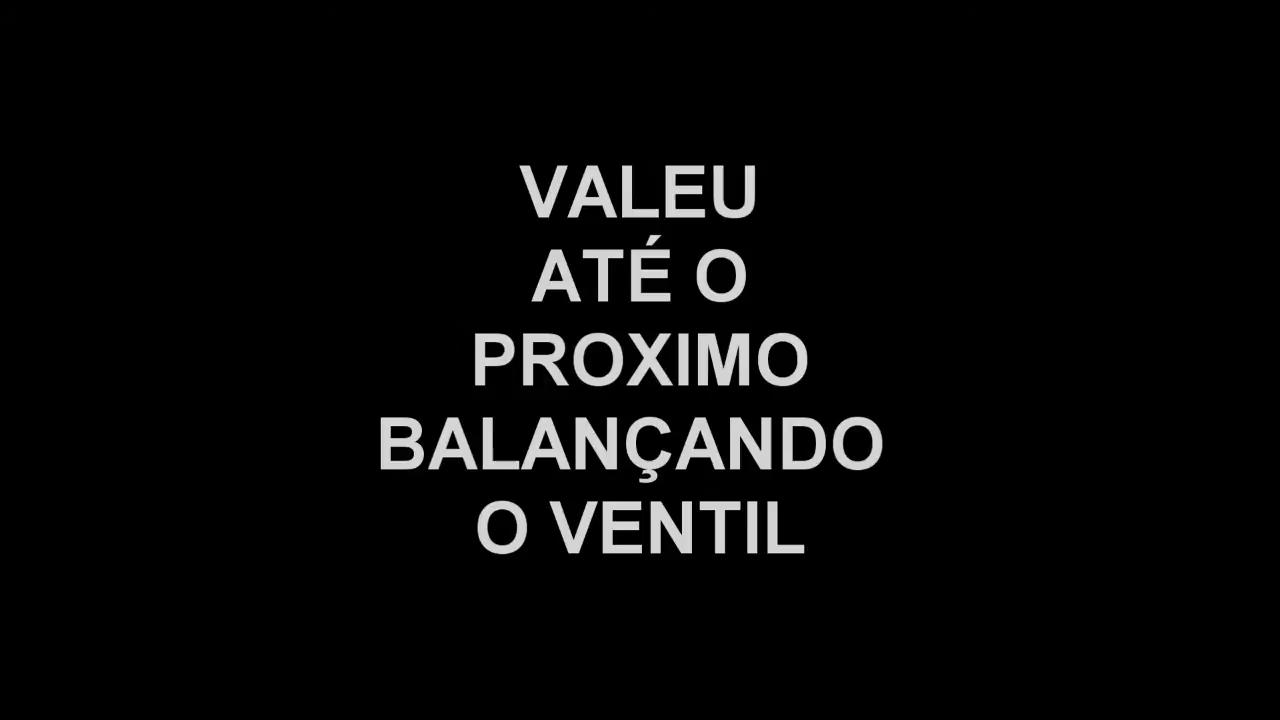 VALEU
ATÉ O
PROXIMO
BALANÇANDO
O VENTIL